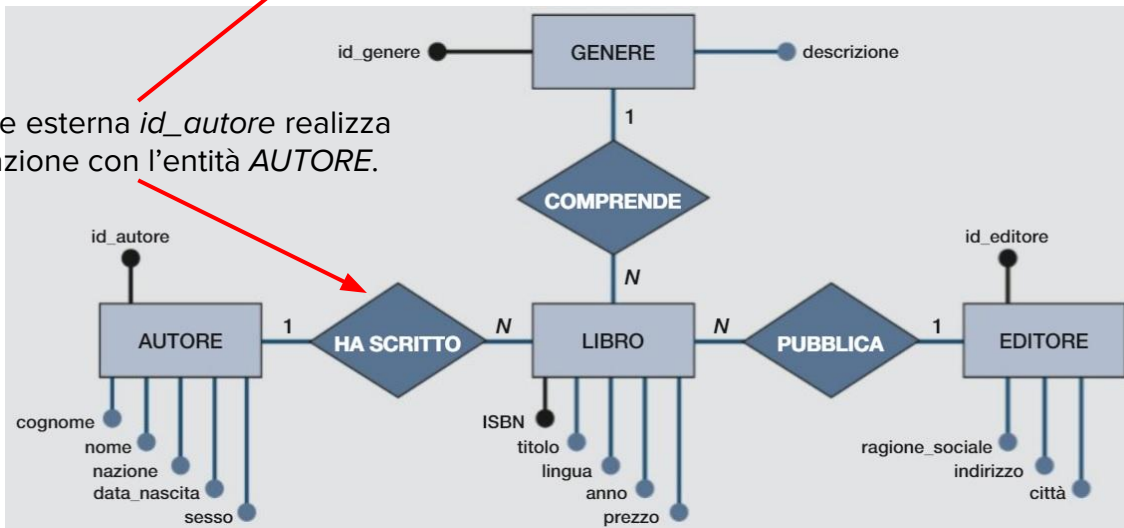 id_genere
GENERE
descrizione
1
e esterna id_autore realizza
azione con l'entità AUTORE.
COMPRENDE
id_autore
id_editore
N
AUTORE
1
HA SCRITTO
N
LIBRO
N
PUBBLICA
1
EDITORE
cognome
nome
nazione
data_nascita
sesso
ISBN
titolo
lingua
anno
prezzo
ragione_sociale
indirizzo
città